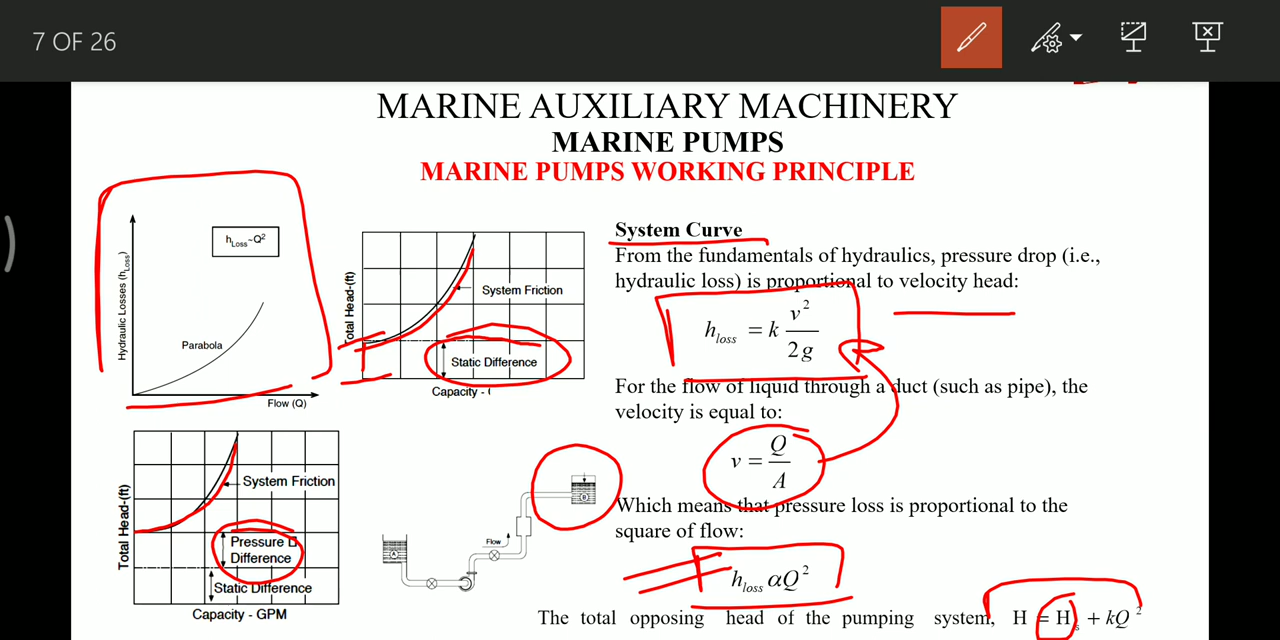 7 OF 26
MARINE AUXILIARY MACHINERY
MARINE PUMPS
MARINE PUMPS WORKING PRINCIPLE
hLoss~Q²
Hydraulic Losses (hLoss)
Parabola
Flow (Q)
Total Head-(ft)
System Friction
Static Difference
Capacity - (
System Curve
From the fundamentals of hydraulics, pressure drop (i.e.,
hydraulic loss) is proportional to velocity head:
h_loss = k v²/2g
For the flow of liquid through a duct (such as pipe), the
velocity is equal to:
v = Q/A
Which means that pressure loss is proportional to the
square of flow:
h_loss αQ²
Total Head-(ft)
System Friction
Pressure
Difference
Static Difference
Capacity - GPM
A
Flow
B
The total opposing head of the pumping system, H = Hs + kQ²